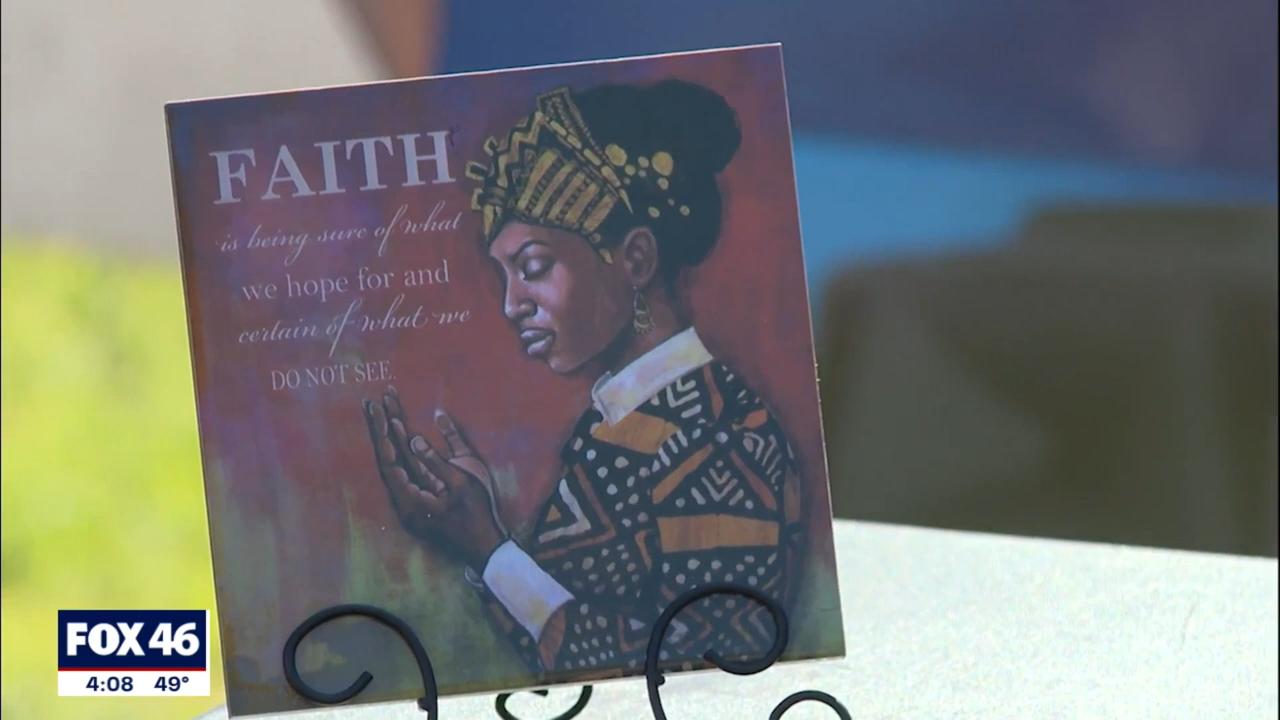 FAITH
is being sure of what
we hope for and
certain of what we
DO NOT SEE.
FOX 46
4:08 49°